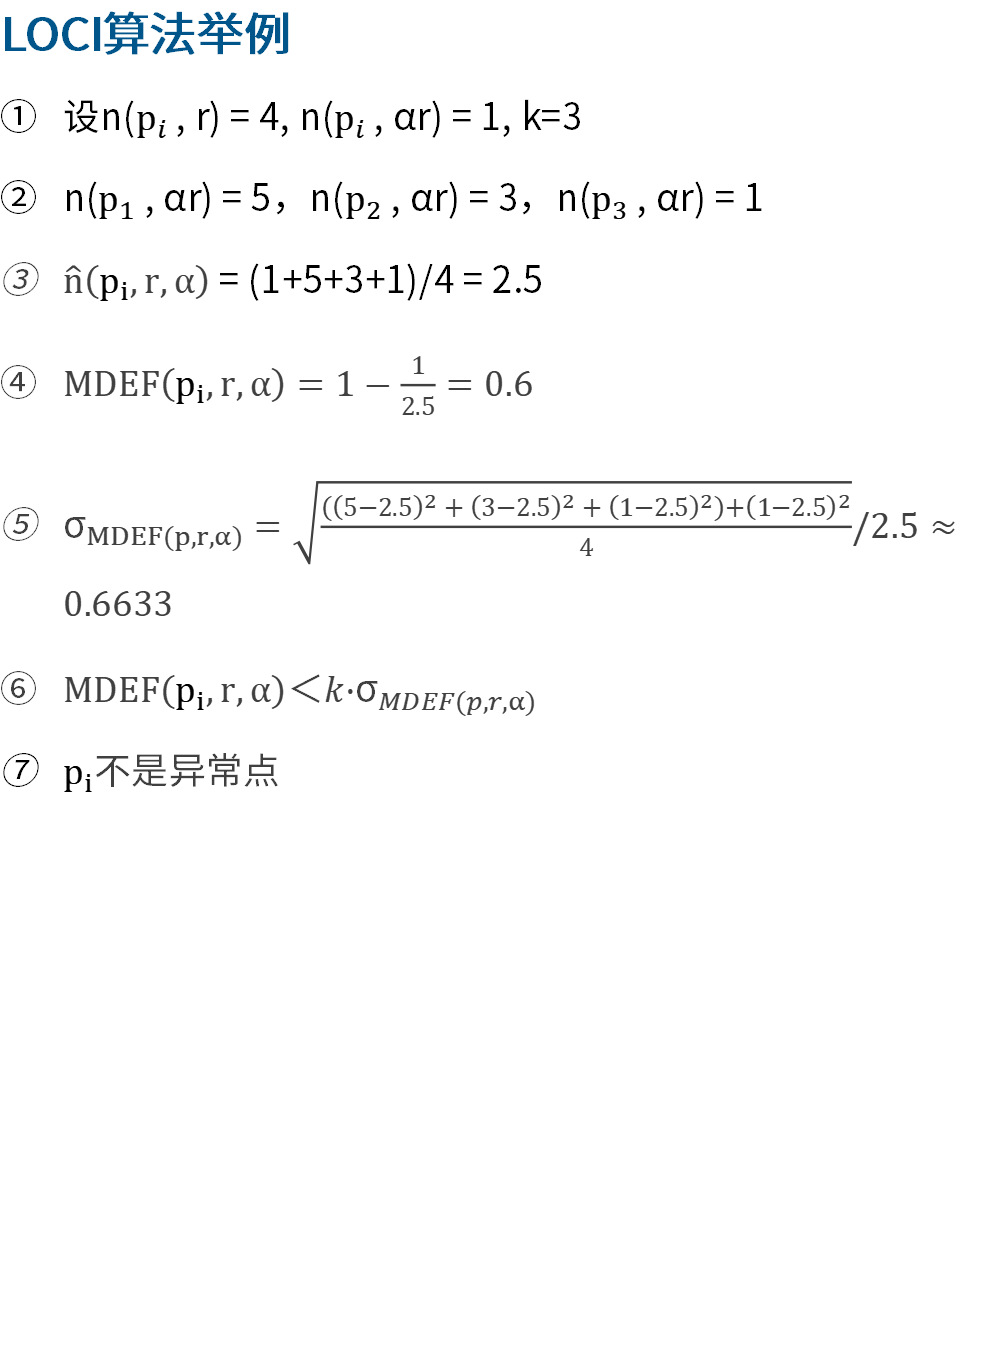 LOCI算法举例
① 设n(p𝑖 , r) = 4, n(p𝑖 , αr) = 1, k=3
② n(p₁ , αr) = 5，n(p₂ , αr) = 3，n(p₃ , αr) = 1
③ n̂(pᵢ, r, α) = (1+5+3+1)/4 = 2.5
④ MDEF(pᵢ, r, α) = 1 − 1/2.5 = 0.6
⑤ σ_MDEF(p,r,α) = √(((5−2.5)² + (3−2.5)² + (1−2.5)²)+(1−2.5)²/4)/2.5 ≈
0.6633
⑥ MDEF(pᵢ, r, α)＜k·σ_MDEF(p,r,α)
⑦ pᵢ不是异常点